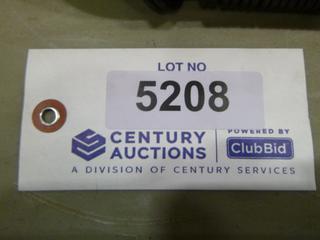 LOT NO
5208
CENTURY
AUCTIONS
POWERED BY
ClubBid
A DIVISION OF CENTURY SERVICES